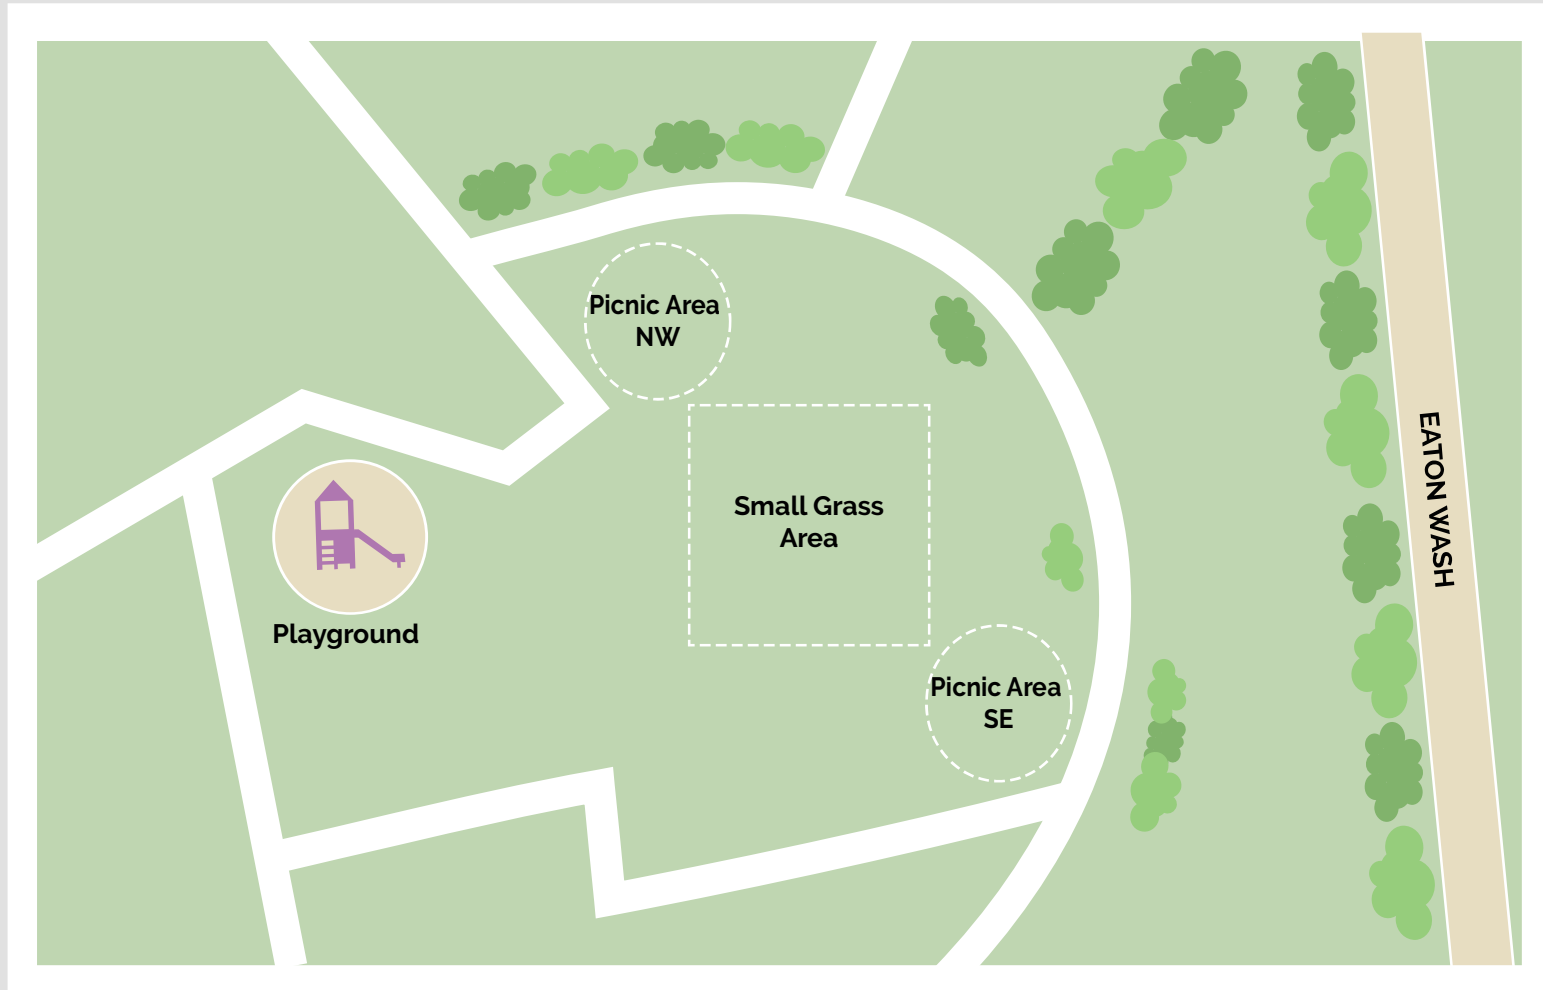 Picnic Area
NW
EATON WASH
Small Grass
Area
Playground
Picnic Area
SE